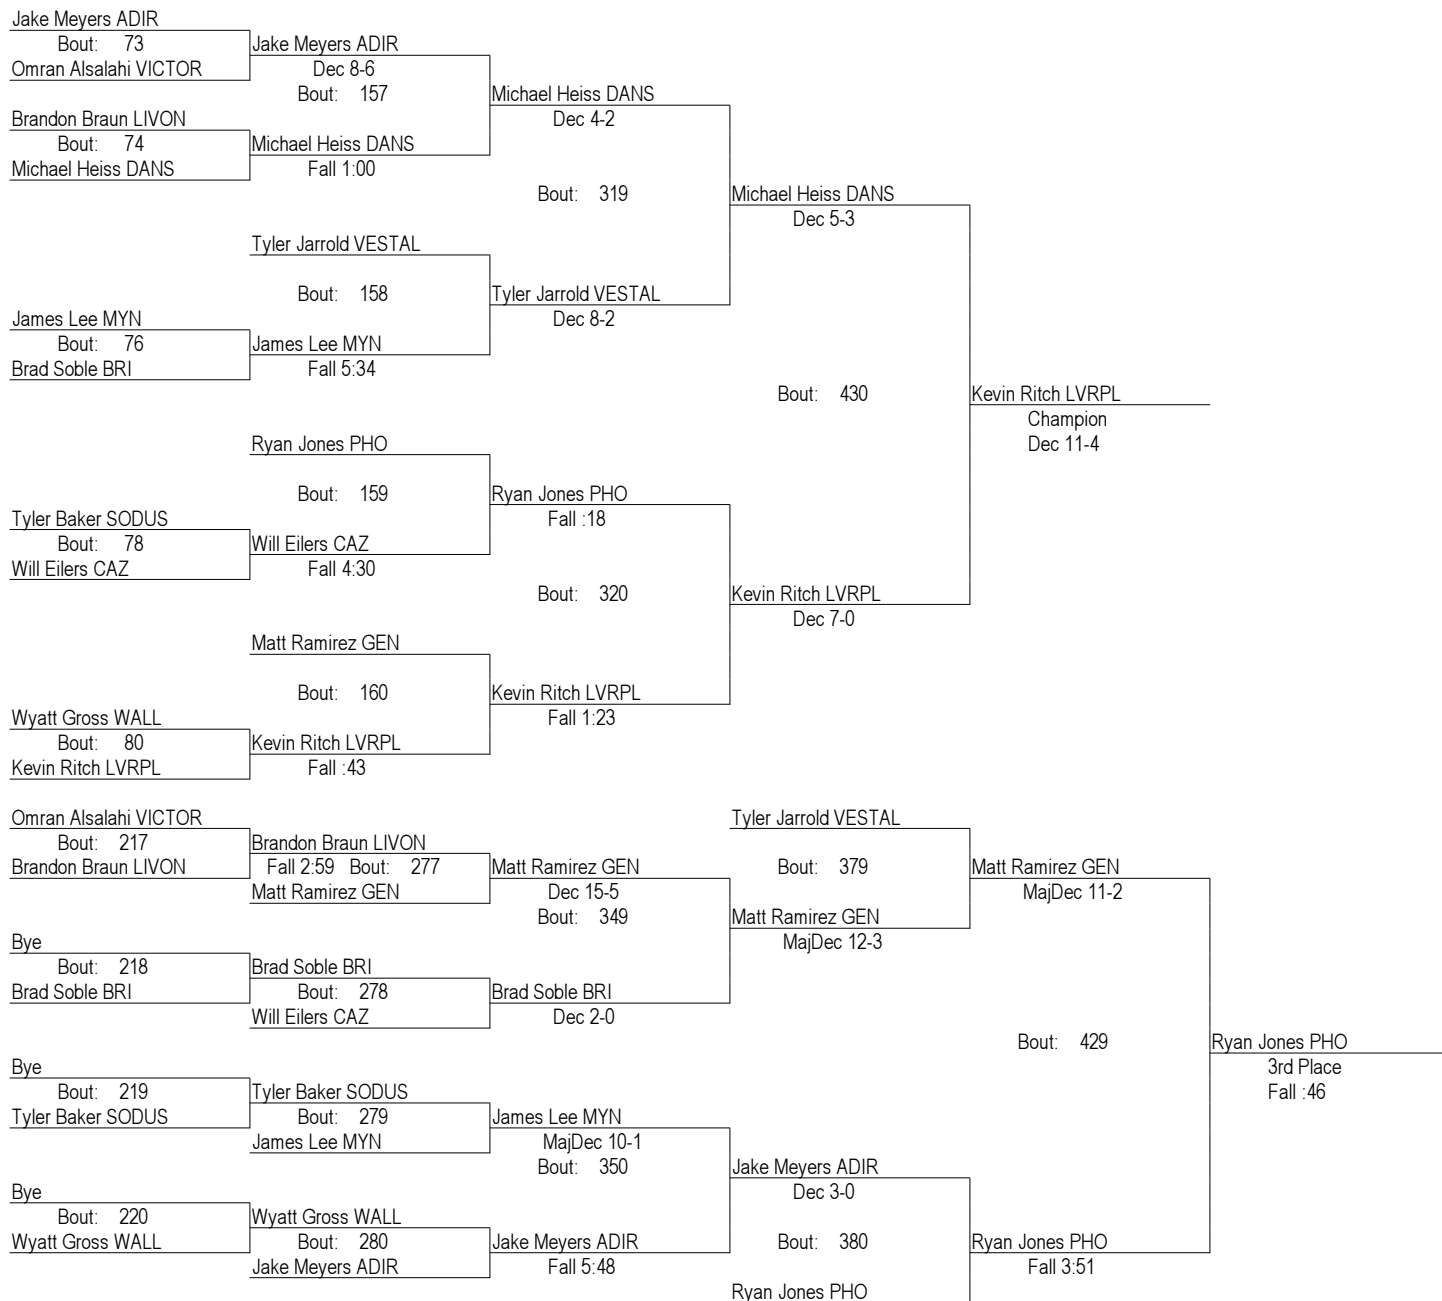 Jake Meyers ADIR
Bout: 73
Jake Meyers ADIR
Omran Alsalahi VICTOR
Dec 8-6
Bout: 157
Michael Heiss DANS
Brandon Braun LIVON
Dec 4-2
Bout: 74
Michael Heiss DANS
Michael Heiss DANS
Fall 1:00
Bout: 319
Michael Heiss DANS
Dec 5-3
Tyler Jarrold VESTAL
Bout: 158
Tyler Jarrold VESTAL
James Lee MYN
Dec 8-2
Bout: 76
James Lee MYN
Brad Soble BRI
Fall 5:34
Bout: 430
Kevin Ritch LVRPL
Champion
Dec 11-4
Ryan Jones PHO
Bout: 159
Ryan Jones PHO
Tyler Baker SODUS
Fall :18
Bout: 78
Will Eilers CAZ
Will Eilers CAZ
Fall 4:30
Bout: 320
Kevin Ritch LVRPL
Dec 7-0
Matt Ramirez GEN
Bout: 160
Kevin Ritch LVRPL
Wyatt Gross WALL
Fall 1:23
Bout: 80
Kevin Ritch LVRPL
Kevin Ritch LVRPL
Fall :43
Omran Alsalahi VICTOR
Tyler Jarrold VESTAL
Bout: 217
Brandon Braun LIVON
Brandon Braun LIVON
Fall 2:59 Bout: 277
Matt Ramirez GEN
Bout: 379
Matt Ramirez GEN
Matt Ramirez GEN
Dec 15-5
MajDec 11-2
Bout: 349
Matt Ramirez GEN
Bye
MajDec 12-3
Bout: 218
Brad Soble BRI
Brad Soble BRI
Bout: 278
Brad Soble BRI
Will Eilers CAZ
Dec 2-0
Bout: 429
Ryan Jones PHO
Bye
3rd Place
Bout: 219
Tyler Baker SODUS
Fall :46
Tyler Baker SODUS
Bout: 279
James Lee MYN
James Lee MYN
MajDec 10-1
Bout: 350
Jake Meyers ADIR
Bye
Dec 3-0
Bout: 220
Wyatt Gross WALL
Wyatt Gross WALL
Bout: 280
Jake Meyers ADIR
Bout: 380
Ryan Jones PHO
Jake Meyers ADIR
Fall 5:48
Fall 3:51
Ryan Jones PHO